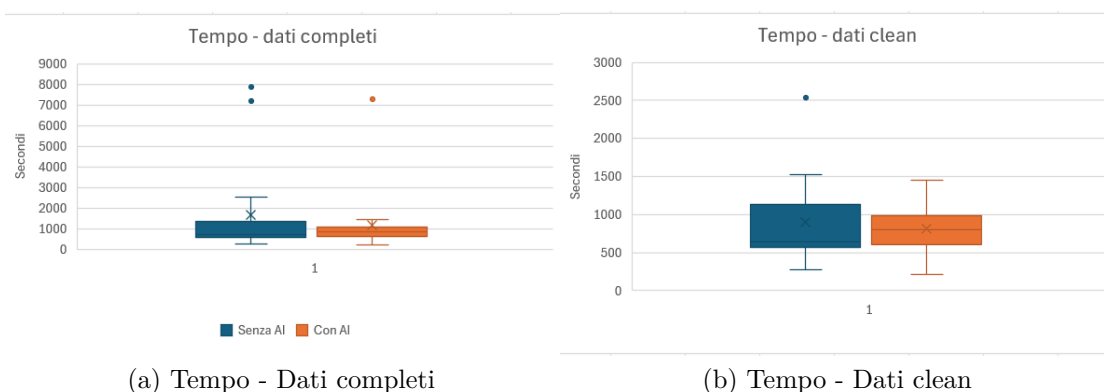 Tempo - dati completi
9000
8000
7000
6000
5000
4000
3000
2000
1000
0
Secondi
1
Senza AI
Con AI
(a) Tempo - Dati completi
Tempo - dati clean
3000
2500
2000
1500
1000
500
0
Secondi
1
(b) Tempo - Dati clean